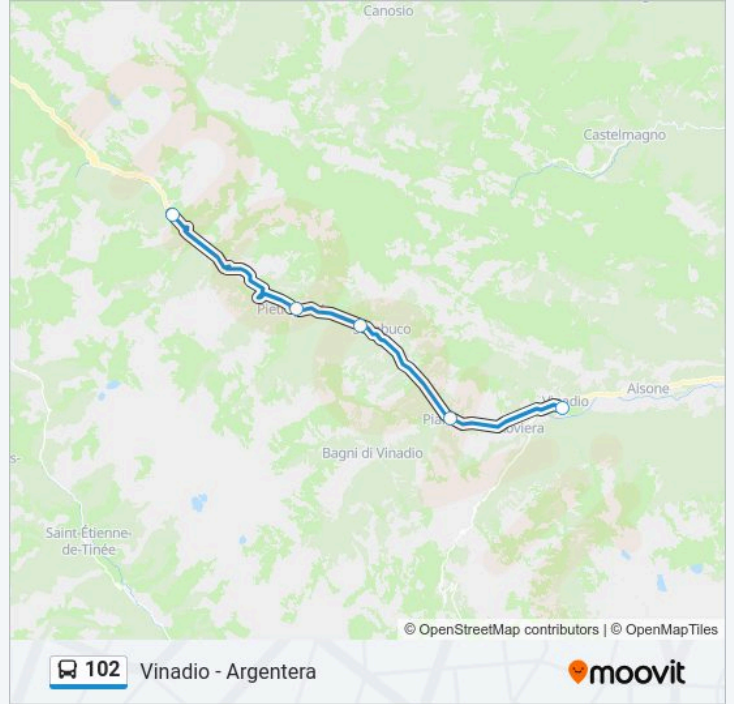 Canosio
Castelmagno
Aisone
Bagni di Vinadio
s-
Saint-Étienne-
de-Tinée
© OpenStreetMap contributors | © OpenMapTiles
102 Vinadio - Argentera
moovit